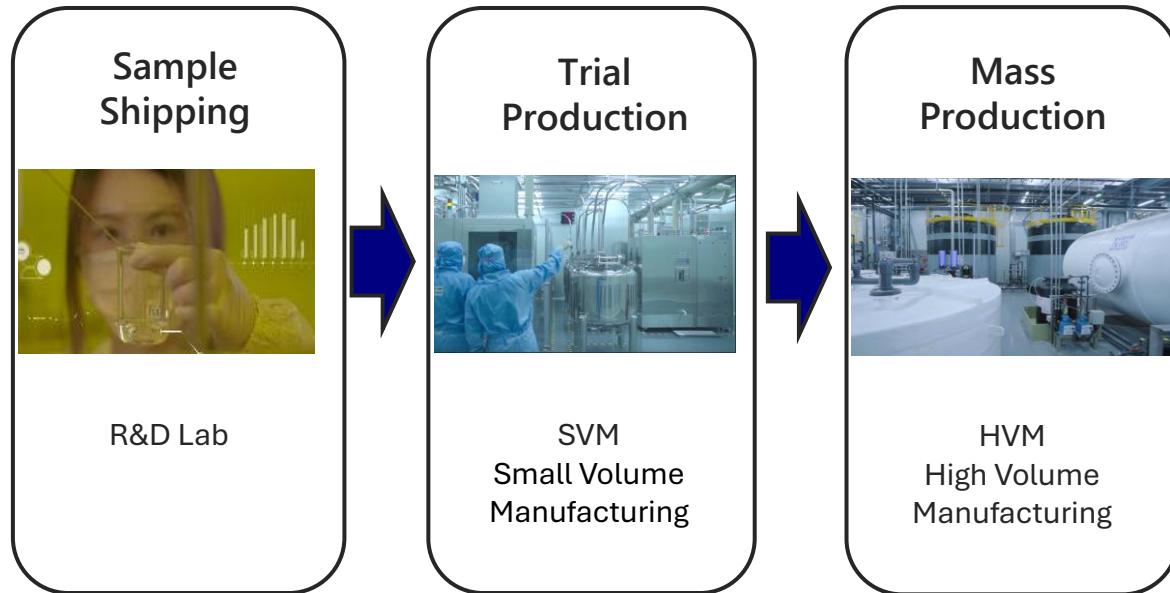 Sample
Shipping
R&D Lab
Trial
Production
SVM
Small Volume
Manufacturing
Mass
Production
HVM
High Volume
Manufacturing